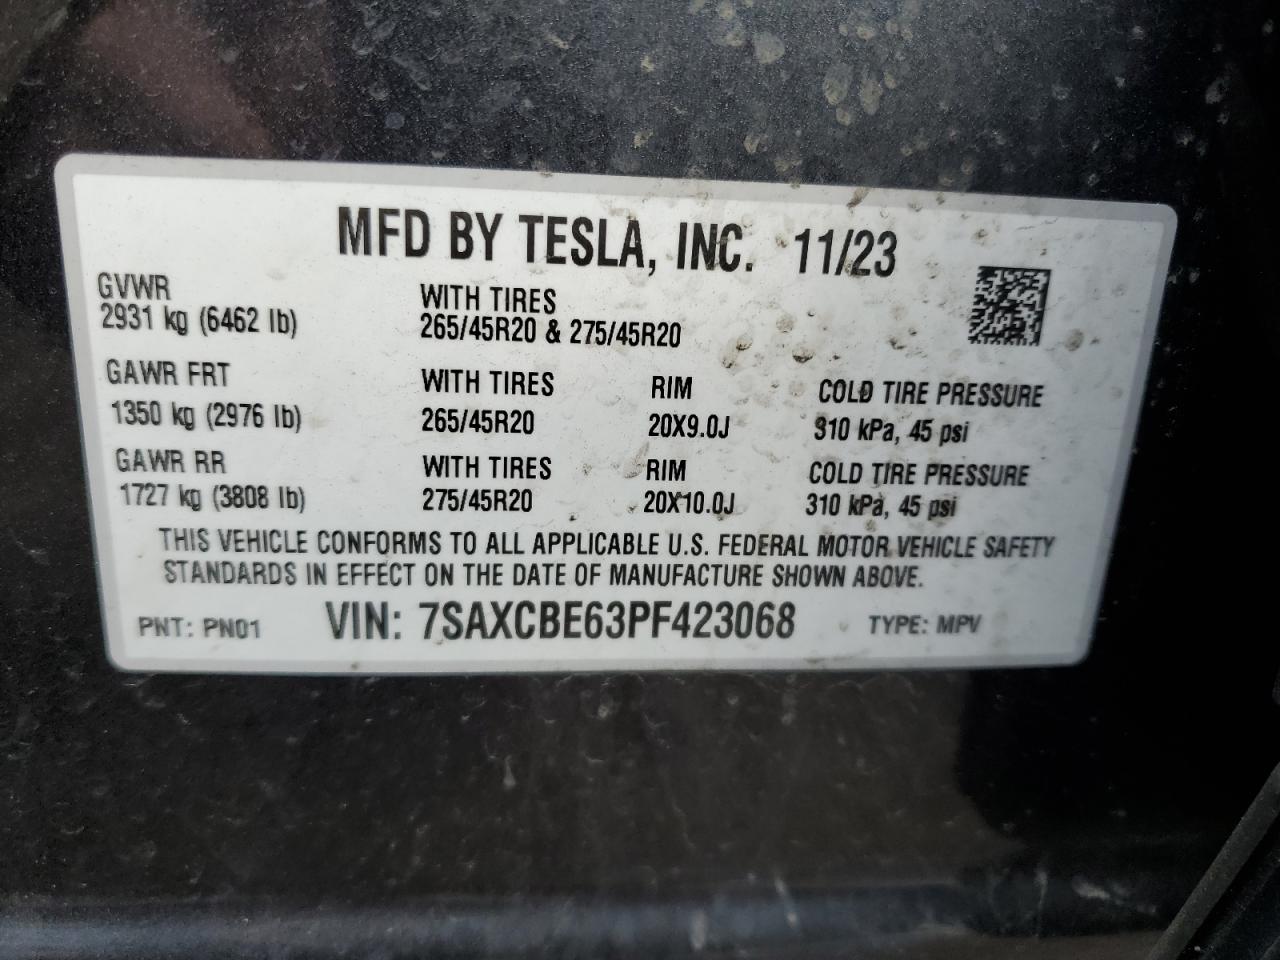 MFD BY TESLA, INC. 11/23
GVWR
2931 kg (6462 lb)
WITH TIRES
265/45R20 & 275/45R20
GAWR FRT
1350 kg (2976 lb)
WITH TIRES
265/45R20
RIM
20X9.0J
COLD TIRE PRESSURE
310 kPa, 45 psi
GAWR RR
1727 kg (3808 lb)
WITH TIRES
275/45R20
RIM
20X10.0J
COLD TIRE PRESSURE
310 kPa, 45 psi
THIS VEHICLE CONFORMS TO ALL APPLICABLE U.S. FEDERAL MOTOR VEHICLE SAFETY
STANDARDS IN EFFECT ON THE DATE OF MANUFACTURE SHOWN ABOVE.
PNT: PN01 VIN: 7SAXCBE63PF423068 TYPE: MPV